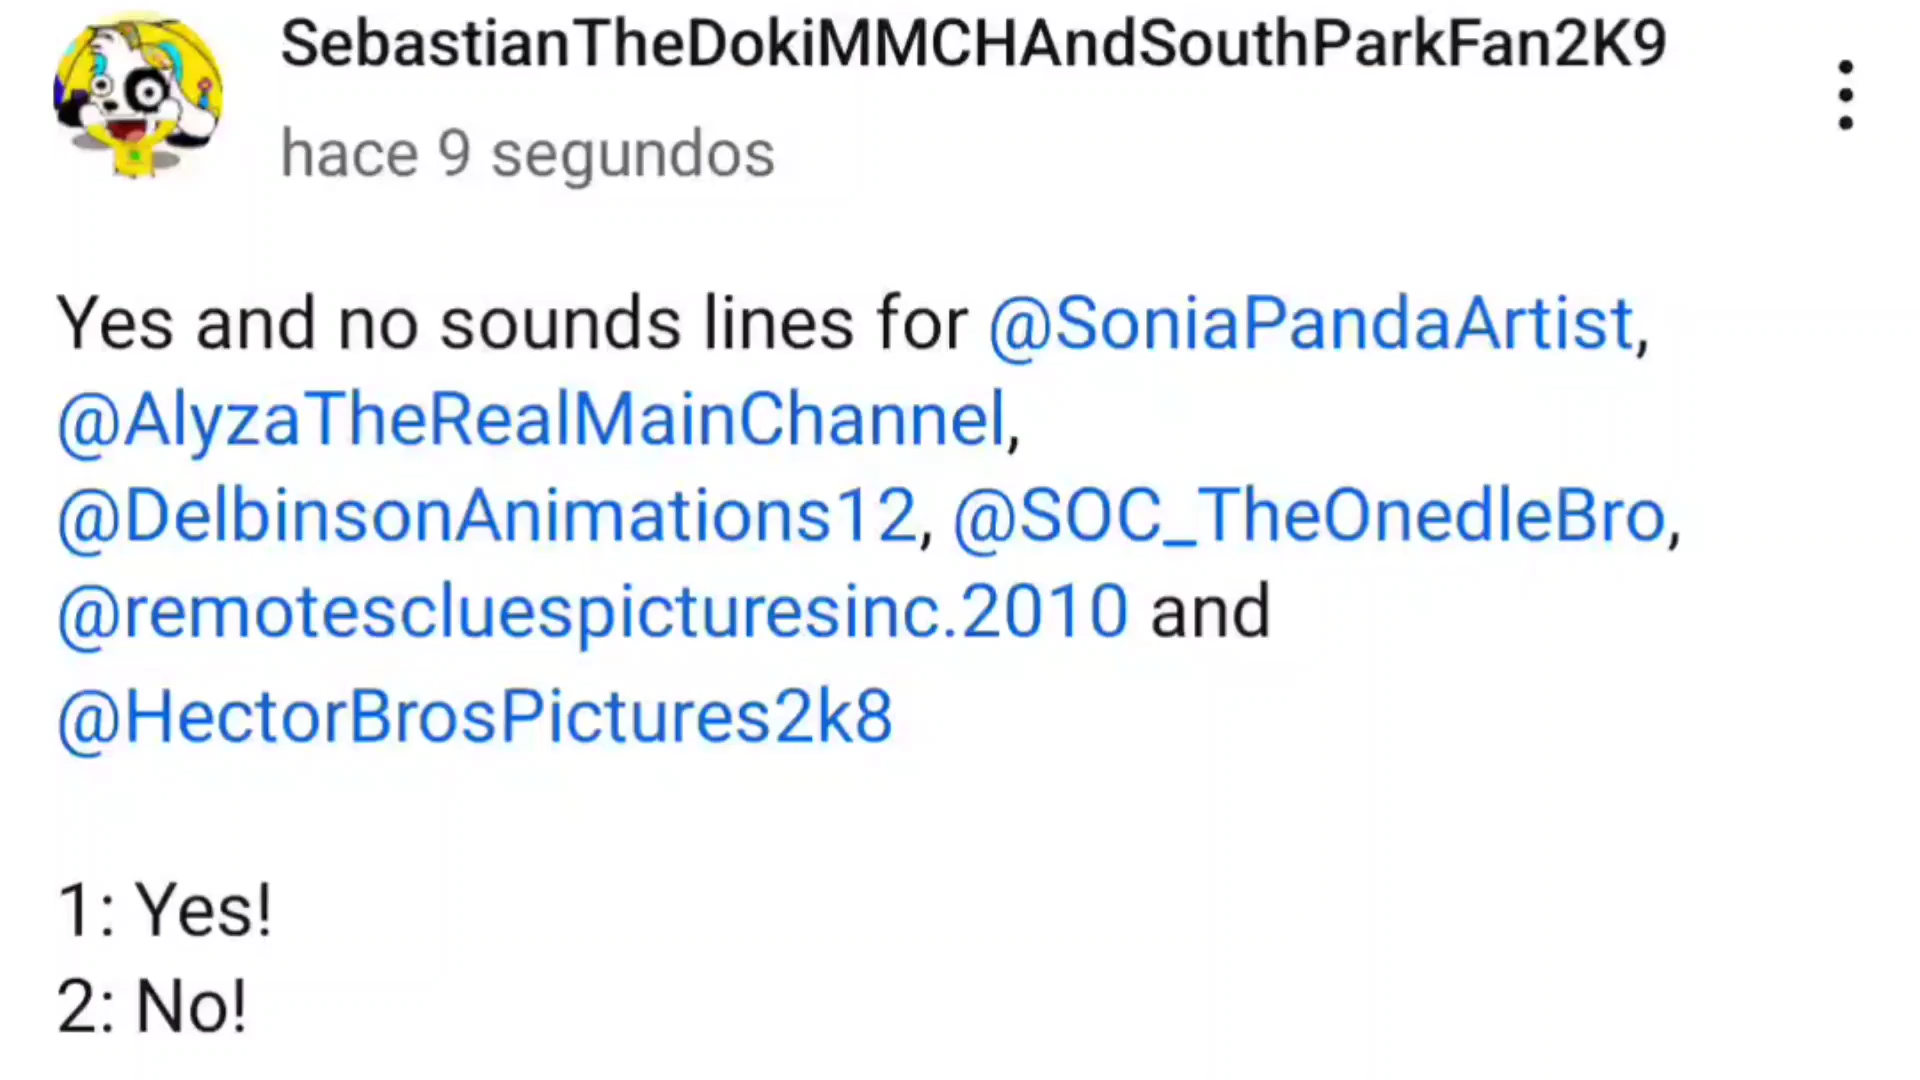 SebastianTheDokiMMCHAndSouthParkFan2K9
hace 9 segundos
Yes and no sounds lines for @SoniaPandaArtist,
@AlyzaTheRealMainChannel,
@DelbinsonAnimations12, @SOC_TheOnedleBro,
@remotescluespicturesinc.2010 and
@HectorBrosPictures2k8
1: Yes!
2: No!